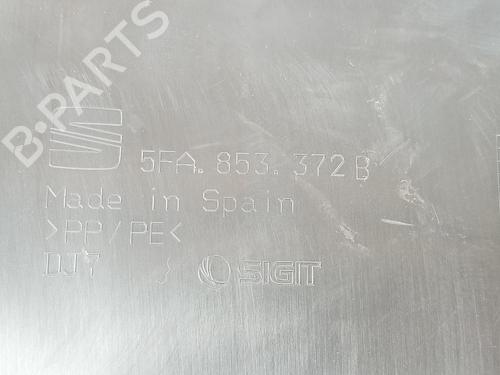 B-PARTS
5FA. 853. 372 B
Made in Spain
>PP/PE<
DJ7
SIGIT